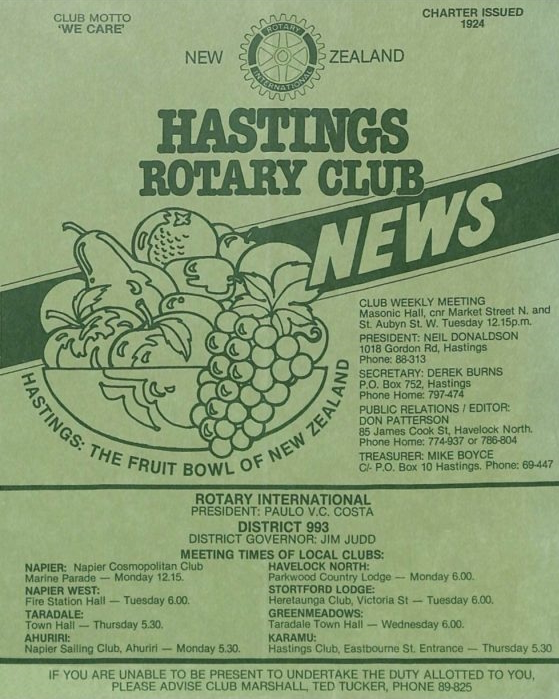 CLUB MOTTO
'WE CARE'
CHARTER ISSUED
1924
NEW ZEALAND
ROTARY
INTERNATIONAL
HASTINGS
ROTARY CLUB
NEWS
CLUB WEEKLY MEETING
Masonic Hall, cnr Market Street N. and
St. Aubyn St. W. Tuesday 12.15p.m.
PRESIDENT: NEIL DONALDSON
1018 Gordon Rd, Hastings
Phone: 88-313
SECRETARY: DEREK BURNS
P.O. Box 752, Hastings
Phone Home: 797-474
PUBLIC RELATIONS / EDITOR:
DON PATTERSON
85 James Cook St, Havelock North.
Phone Home: 774-937 or 786-804
TREASURER: MIKE BOYCE
C/- P.O. Box 10 Hastings. Phone: 69-447
HASTINGS: THE FRUIT BOWL OF NEW ZEALAND
ROTARY INTERNATIONAL
PRESIDENT: PAULO V.C. COSTA
DISTRICT 993
DISTRICT GOVERNOR: JIM JUDD
MEETING TIMES OF LOCAL CLUBS:
NAPIER: Napier Cosmopolitan Club
Marine Parade — Monday 12.15.
NAPIER WEST:
Fire Station Hall — Tuesday 6.00.
TARADALE:
Town Hall — Thursday 5.30.
AHURIRI:
Napier Sailing Club, Ahuriri — Monday 5.30.
HAVELOCK NORTH:
Parkwood Country Lodge — Monday 6.00.
STORTFORD LODGE:
Heretaunga Club, Victoria St — Tuesday 6.00.
GREENMEADOWS:
Taradale Town Hall — Wednesday 6.00.
KARAMU:
Hastings Club, Eastbourne St. Entrance — Thursday 5.30
IF YOU ARE UNABLE TO BE PRESENT TO UNDERTAKE THE DUTY ALLOTTED TO YOU,
PLEASE ADVISE CLUB MARSHALL, TED TUCKER, PHONE 89-825